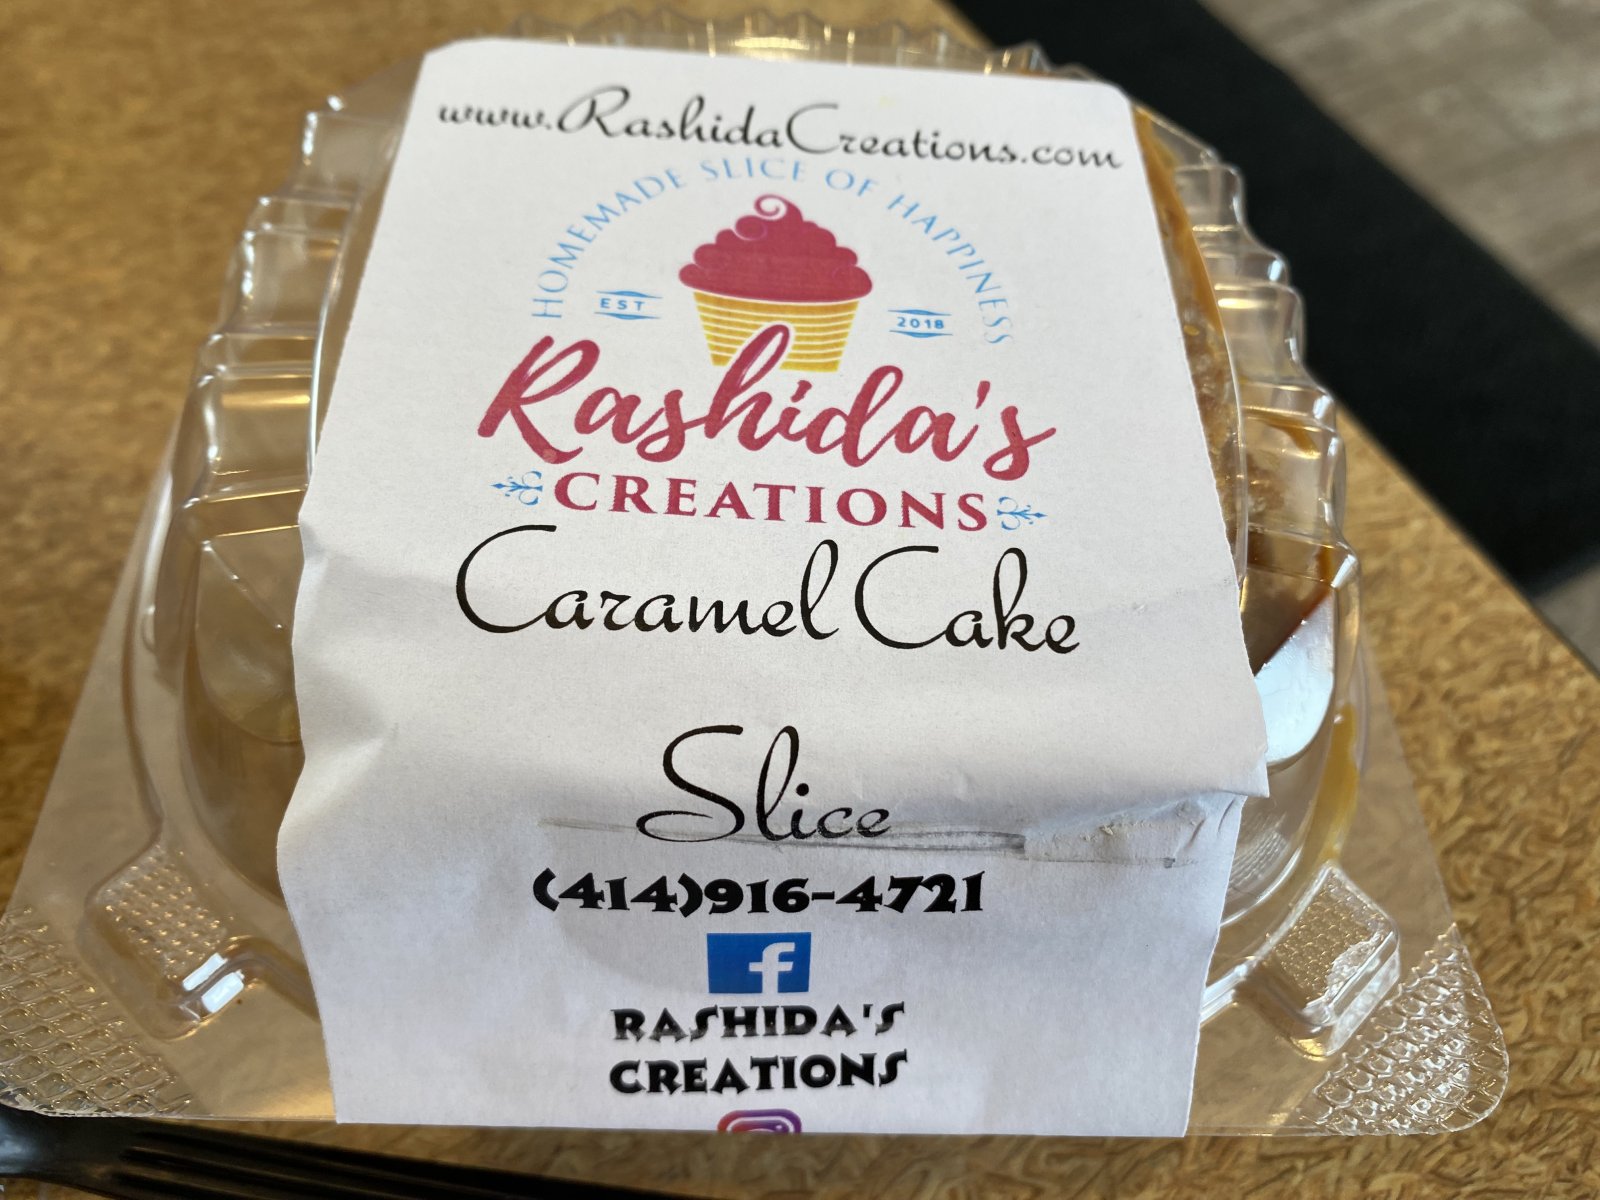 www.RashidaCreations.com
HOMEMADE SLICE OF HAPPINESS
EST 2018
Rashida's
CREATIONS
Caramel Cake
Slice
(414)916-4721
f
RASHIDA'S
CREATIONS